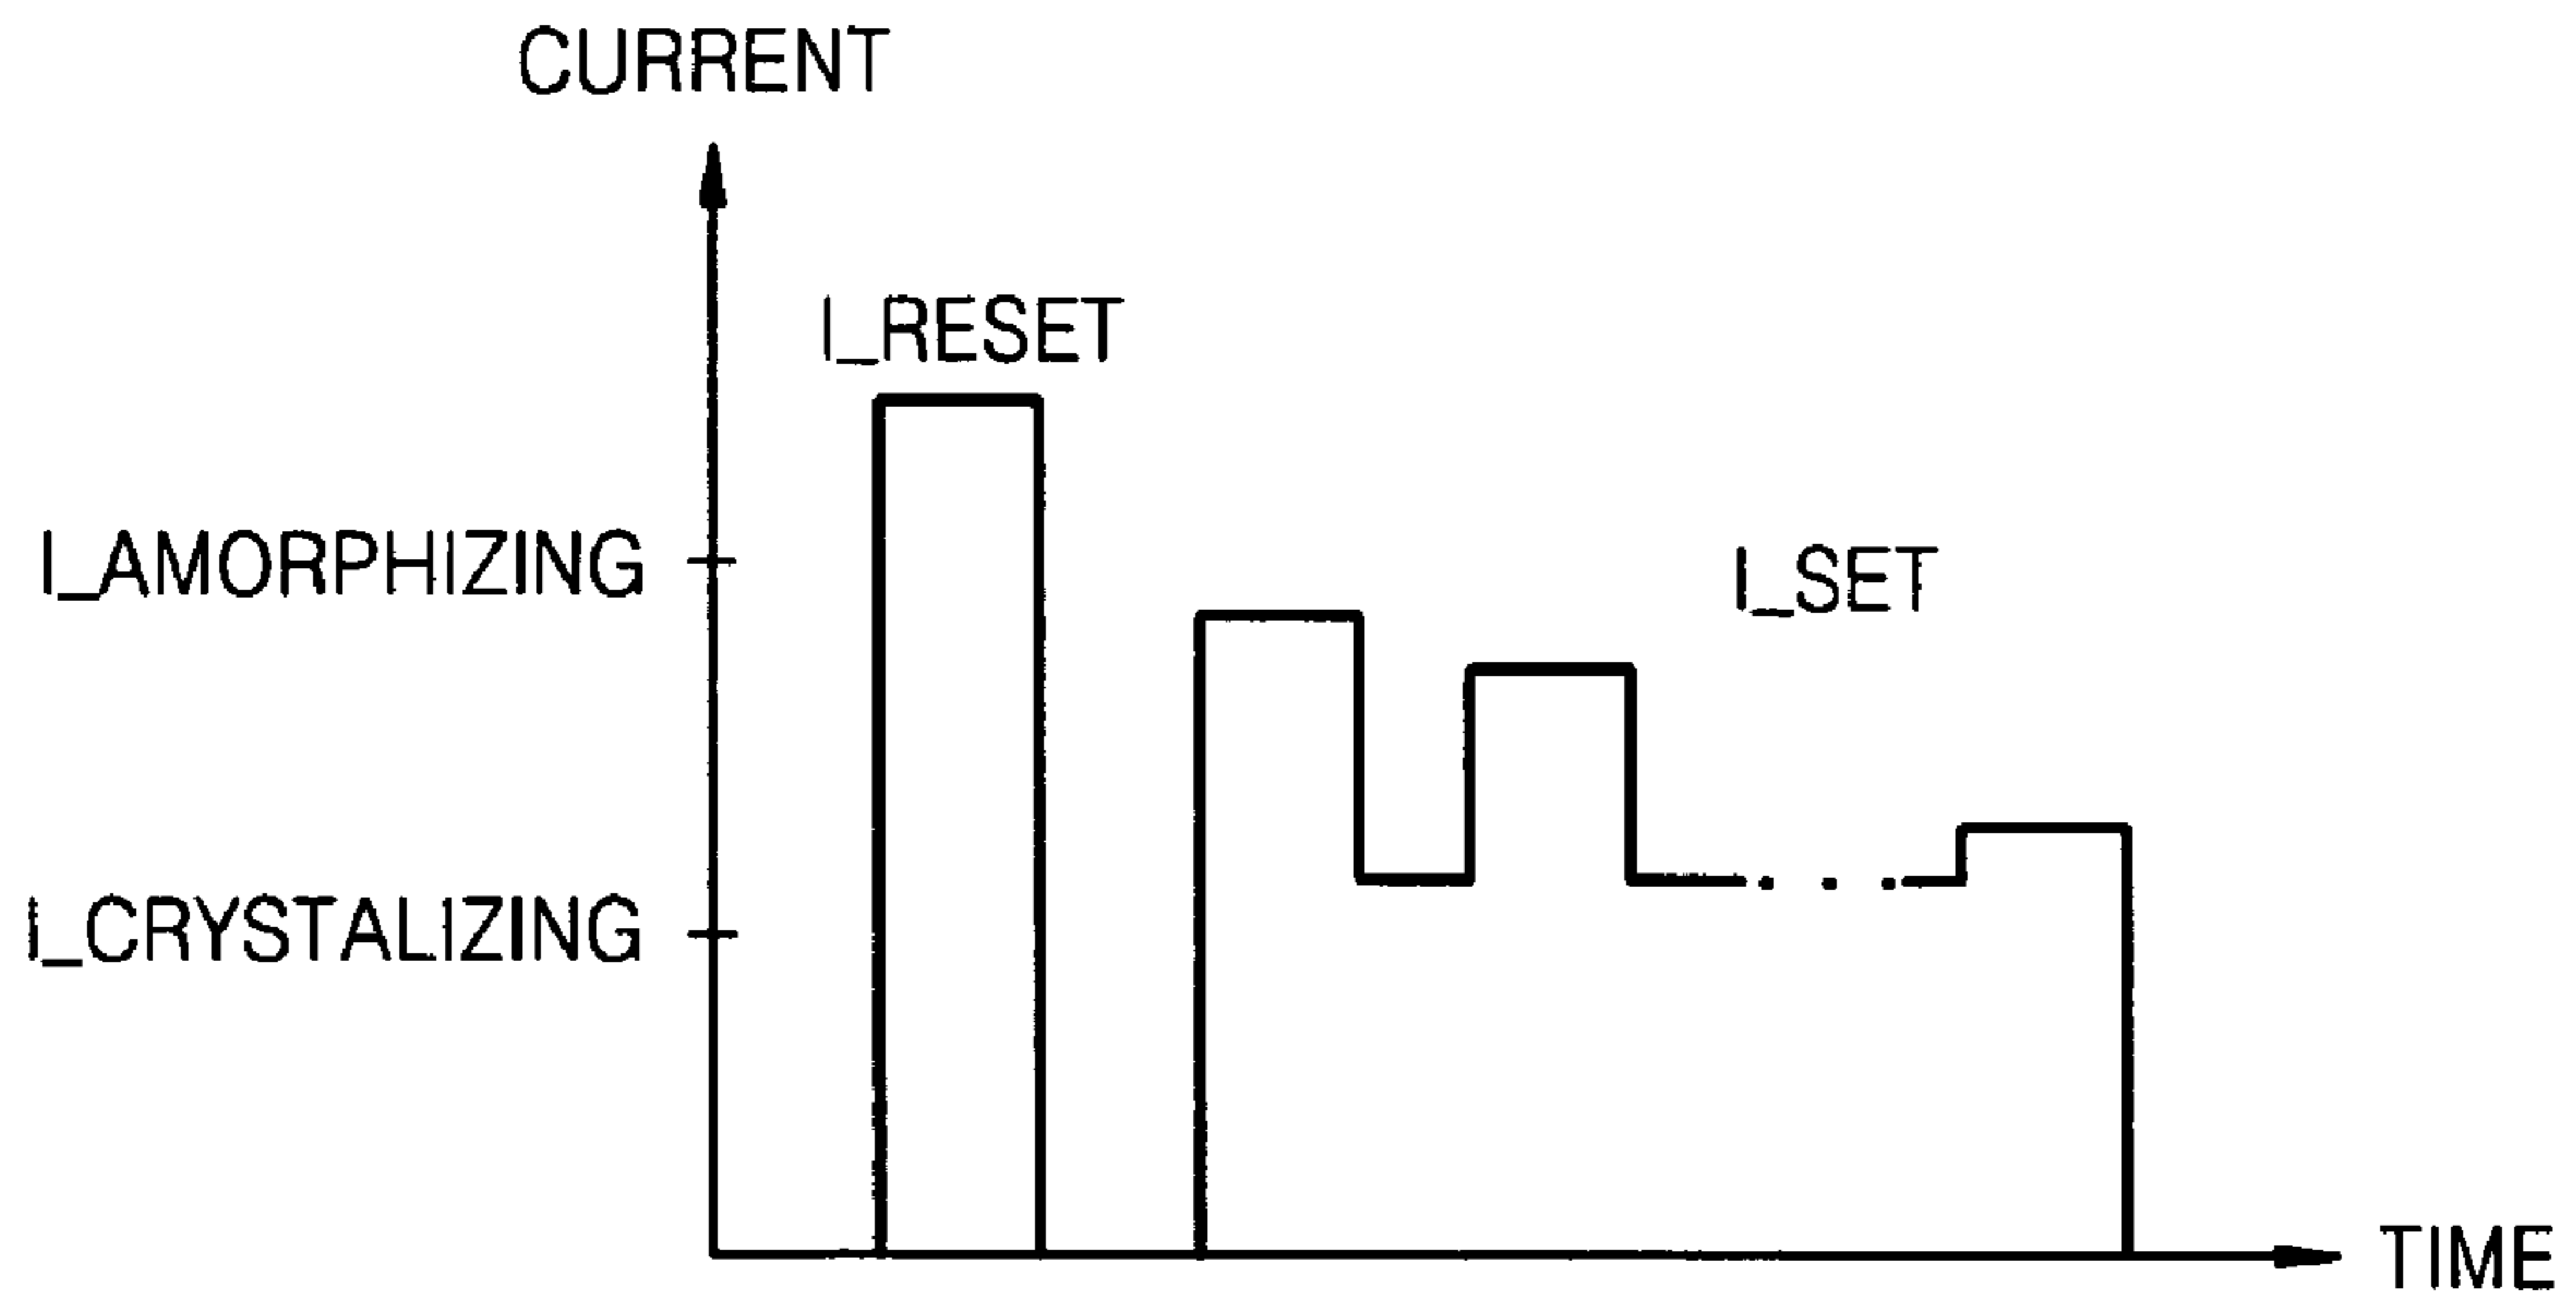 CURRENT
I_RESET
I_AMORPHIZING
I_SET
I_CRYSTALIZING
TIME